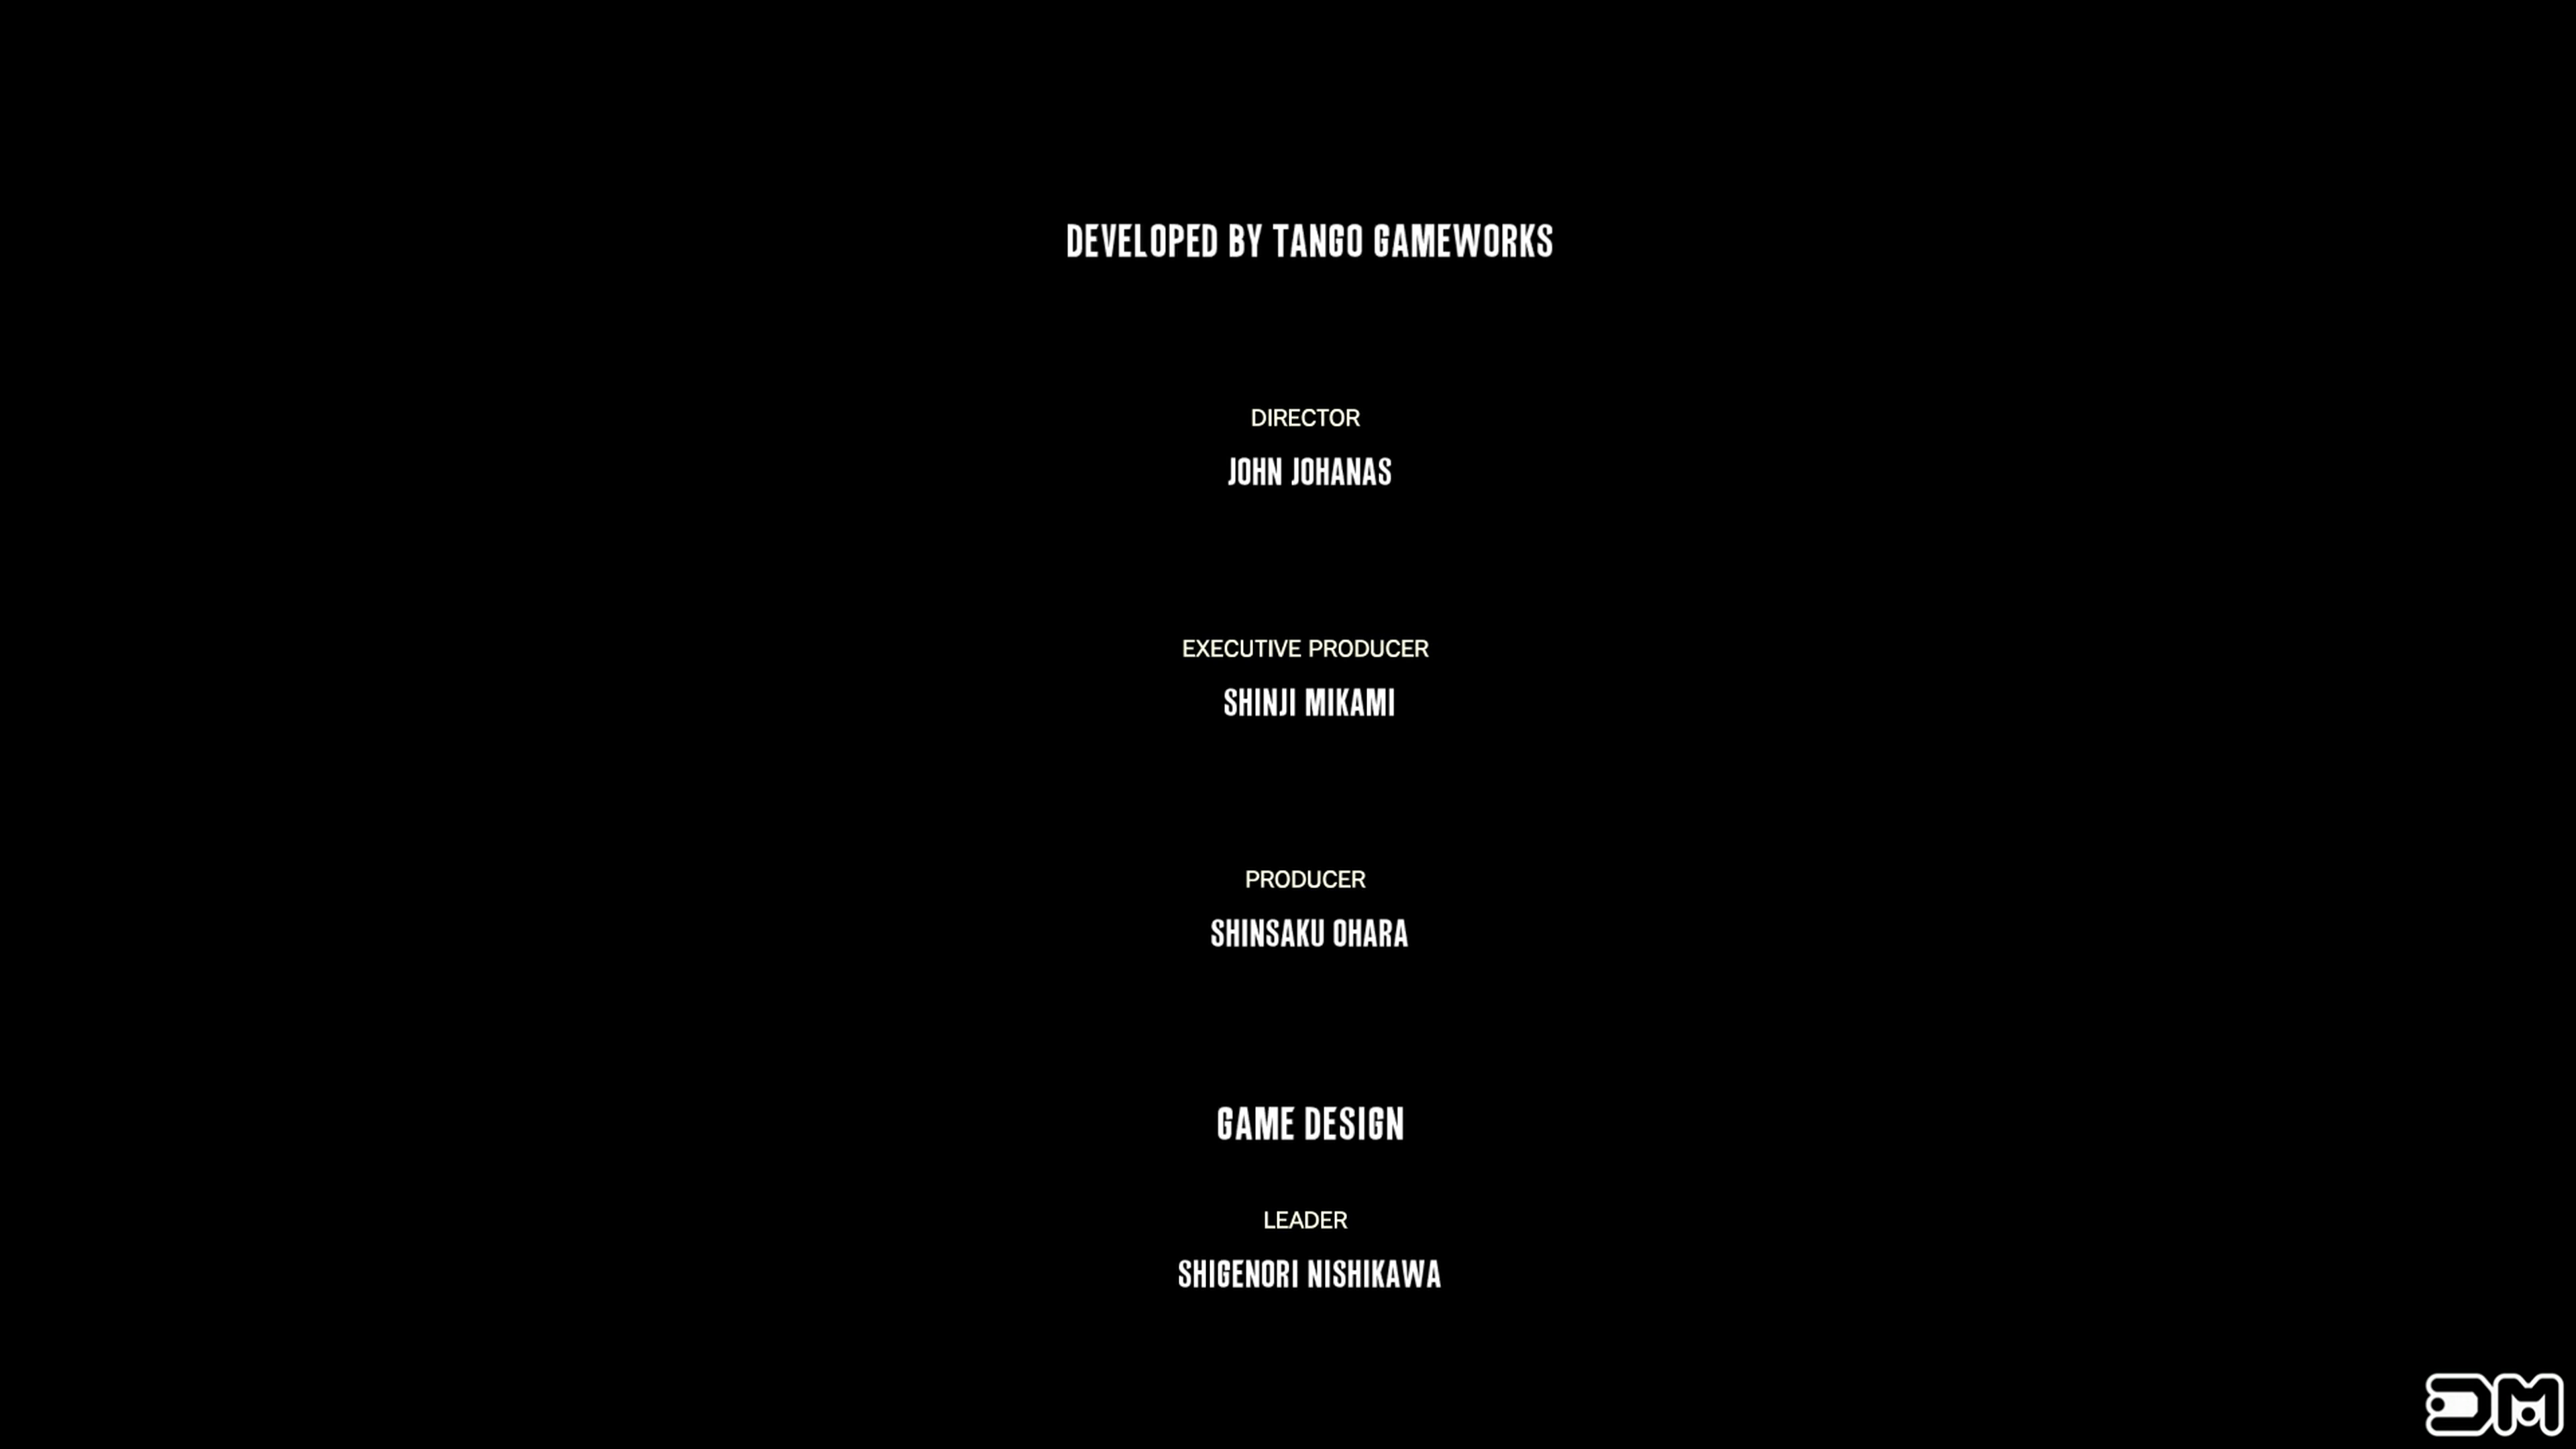 DEVELOPED BY TANGO GAMEWORKS
DIRECTOR
JOHN JOHANAS
EXECUTIVE PRODUCER
SHINJI MIKAMI
PRODUCER
SHINSAKU OHARA
GAME DESIGN
LEADER
SHIGENORI NISHIKAWA
DM